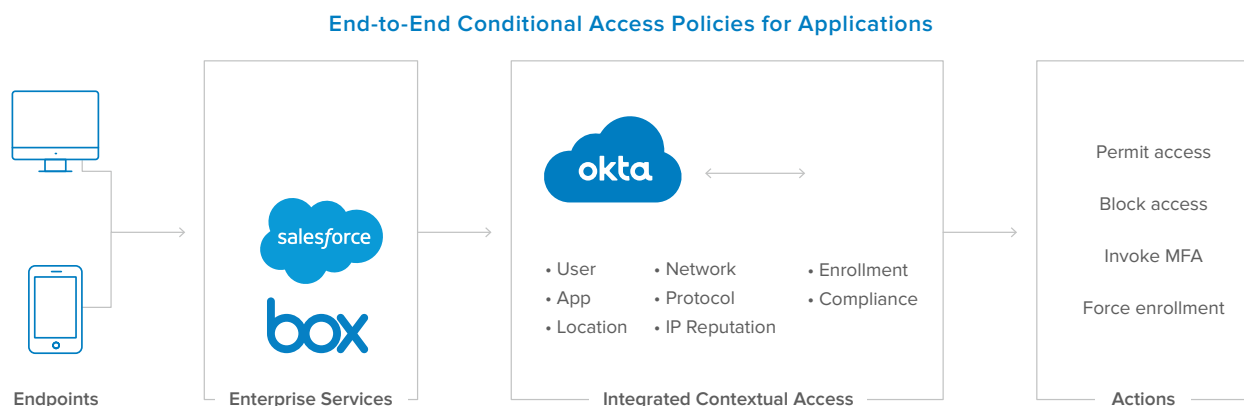 End-to-End Conditional Access Policies for Applications
salesforce
box
okta
• User
• App
• Location
• Network
• Protocol
• IP Reputation
• Enrollment
• Compliance
Permit access
Block access
Invoke MFA
Force enrollment
Endpoints
Enterprise Services
Integrated Contextual Access
Actions